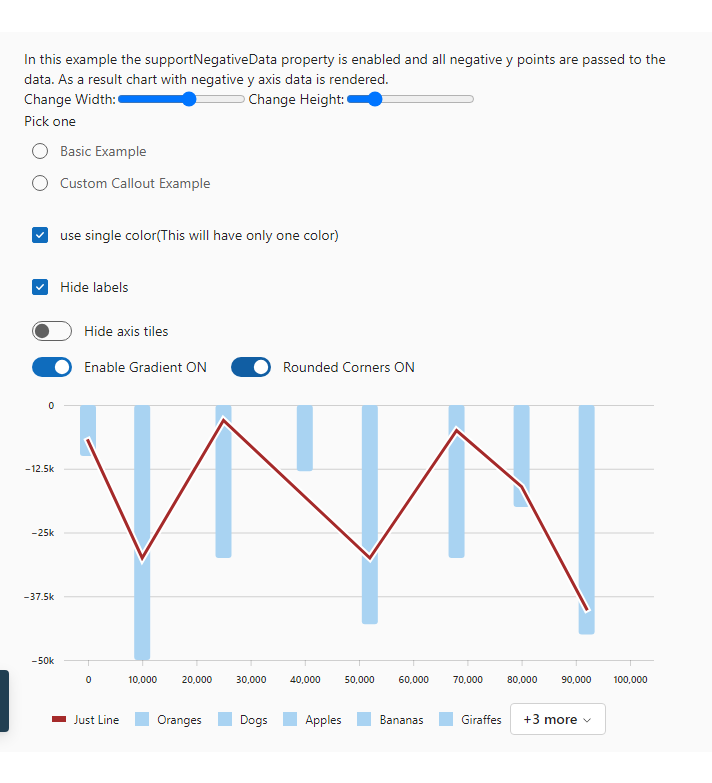 In this example the supportNegativeData property is enabled and all negative y points are passed to the
data. As a result chart with negative y axis data is rendered.
Change Width: Change Height:
Pick one
Basic Example
Custom Callout Example
use single color(This will have only one color)
Hide labels
Hide axis tiles
Enable Gradient ON Rounded Corners ON
0
−12.5k
−25k
−37.5k
−50k
0 10,000 20,000 30,000 40,000 50,000 60,000 70,000 80,000 90,000 100,000
Just Line Oranges Dogs Apples Bananas Giraffes +3 more